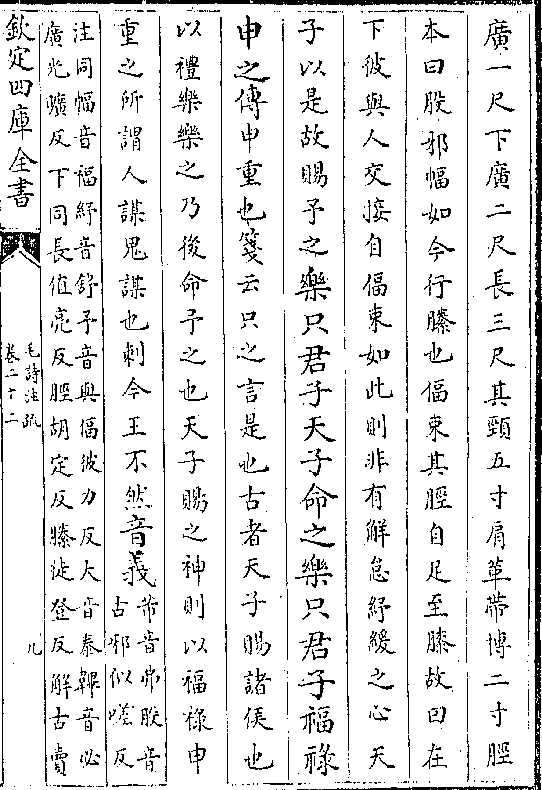 廣一尺下廣二尺長三尺其頸五寸肩革帶博二寸脛
本曰股邪幅如今行縢也偪束其脛自足至膝故曰在
下彼與人交接自偪束如此則非有解怠紓緩之心天
子以是故賜予之樂只君子天子命之樂只君子福祿
申之傳申重也箋云只之言是也古者天子賜諸侯也
以禮樂樂之乃後命予之也天子賜之神則以福祿申
重之所謂人謀鬼謀也刺今王不然音義芾音弗股音
古邪似嗟反
注同幅音福紓音舒予音與偪彼力反大音泰韠音必
廣光曠反下同長值亮反脛胡定反縢徒登反解古賣
欽定四庫全書
毛詩注疏
卷二十二
九